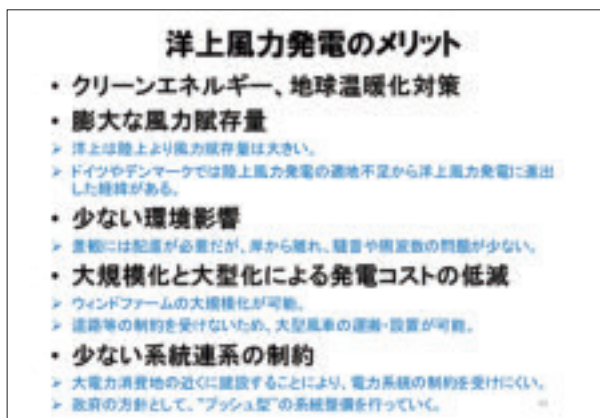 洋上風力発電のメリット
• クリーンエネルギー、地球温暖化対策
• 膨大な風力賦存量
➢ 洋上は陸上より風力賦存量は大きい。
➢ ドイツやデンマークでは陸上風力発電の適地不足から洋上風力発電に進出
した経緯がある。
• 少ない環境影響
➢ 景観には配慮が必要だが、岸から離れ、騒音や周波数の問題が少ない。
• 大規模化と大型化による発電コストの低減
➢ ウィンドファームの大規模化が可能。
➢ 道路等の制約を受けないため、大型風車の運搬・設置が可能。
• 少ない系統連系の制約
➢ 大電力消費地の近くに建設することにより、電力系統の制約を受けにくい。
➢ 政府の方針として、"プッシュ型"の系統整備を行っていく。